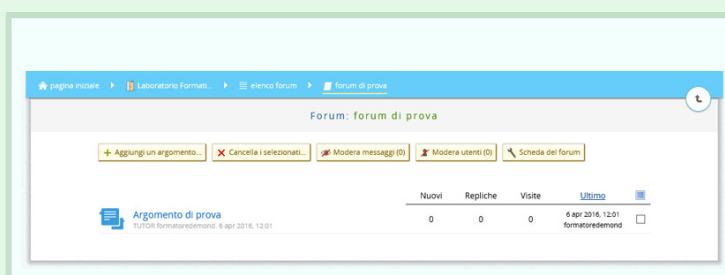 pagina iniziale Laboratorio Formati... elenco forum forum di prova
Forum: forum di prova
Aggiungi un argomento... Cancella i selezionati... Modera messaggi (0) Modera utenti (0) Scheda del forum
Nuovi Repliche Visite Ultimo
Argomento di prova 0 0 0 6 apr 2016, 12:01
TUTOR formatoredemond, 6 apr 2016, 12:01 formatoredemond